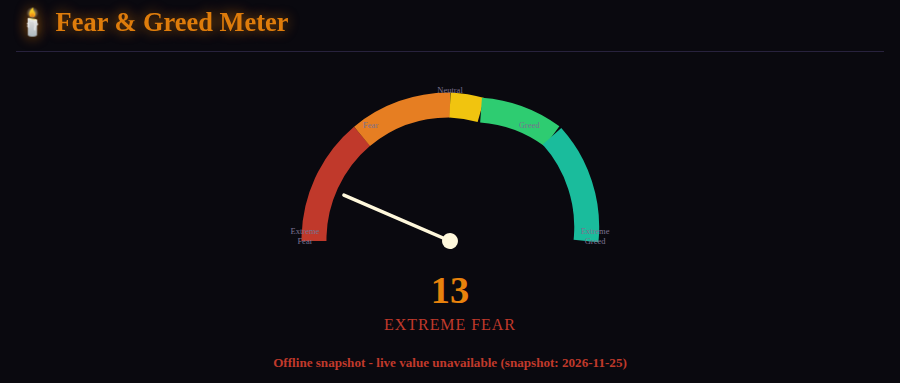 Fear & Greed Meter
Neutral
Fear
Greed
Extreme
Fear
Extreme
Greed
13
EXTREME FEAR
Offline snapshot - live value unavailable (snapshot: 2026-11-25)